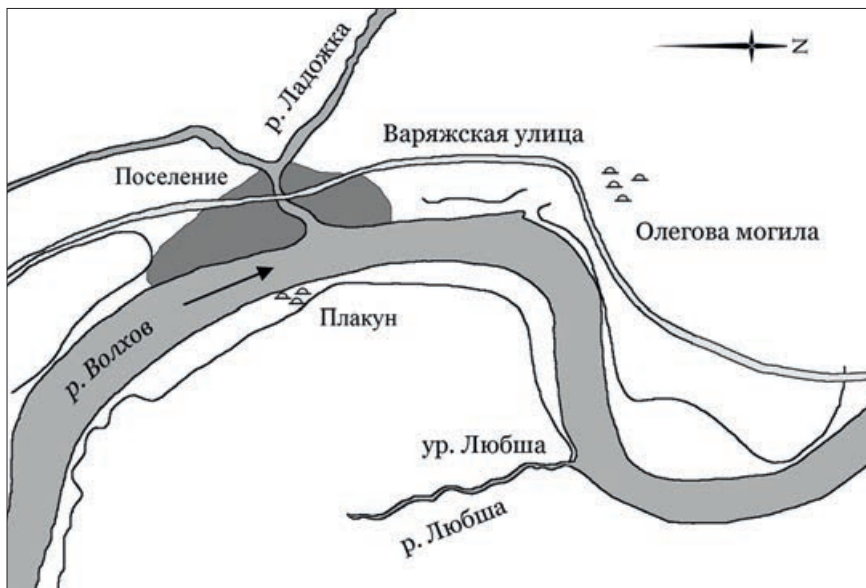 р. Ладожка
N
Варяжская улица
Поселение
Олегова могила
р. Волхов
Плакун
ур. Любша
р. Любша